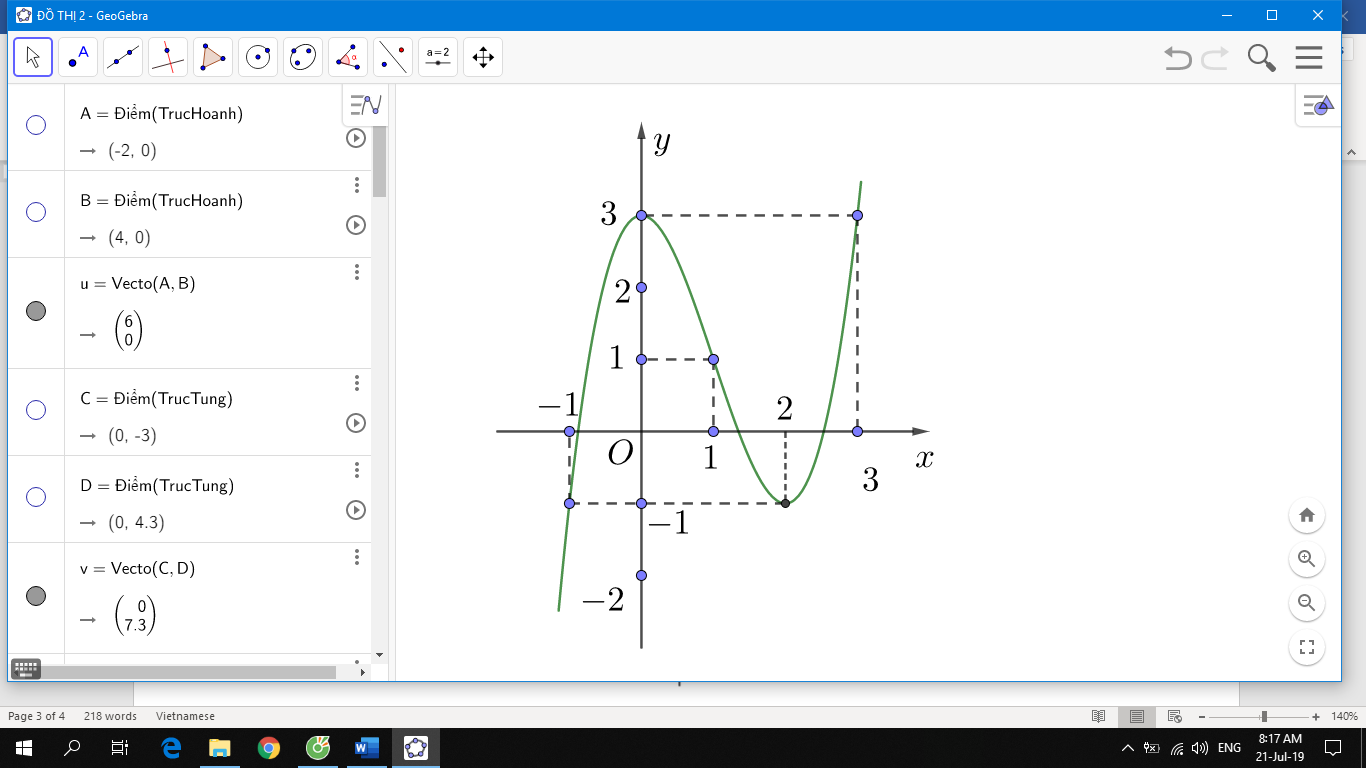 ĐỒ THỊ 2 - GeoGebra
A
a=2
A = Điểm(TrucHoanh)
→ (-2, 0)
B = Điểm(TrucHoanh)
→ (4, 0)
u = Vecto(A, B)
→ (6
0)
C = Điểm(TrucTung)
→ (0, -3)
D = Điểm(TrucTung)
→ (0, 4.3)
v = Vecto(C, D)
→ (0
7.3)
y
3
2
1
−1
2
O
1
x
3
−1
−2
Page 3 of 4
218 words
Vietnamese
140%
ENG
8:17 AM
21-Jul-19